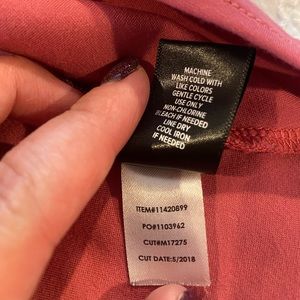 MACHINE
WASH COLD WITH
LIKE COLORS
GENTLE CYCLE
USE ONLY
NON-CHLORINE
BLEACH IF NEEDED
LINE DRY
COOL IRON
IF NEEDED
ITEM#11420899
PO#1103962
CUT#M17275
CUT DATE:5/2018